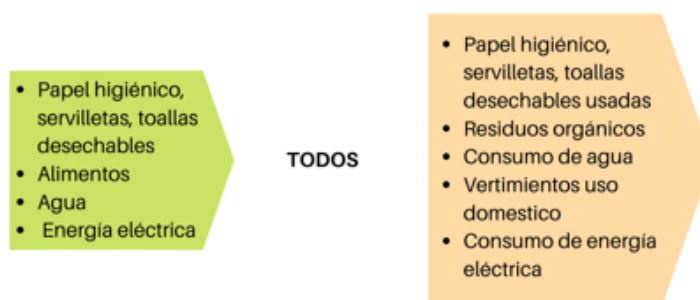 • Papel higiénico,
servilletas, toallas
desechables
• Alimentos
• Agua
• Energía eléctrica
TODOS
• Papel higiénico,
servilletas, toallas
desechables usadas
• Residuos orgánicos
• Consumo de agua
• Vertimientos uso
domestico
• Consumo de energía
eléctrica